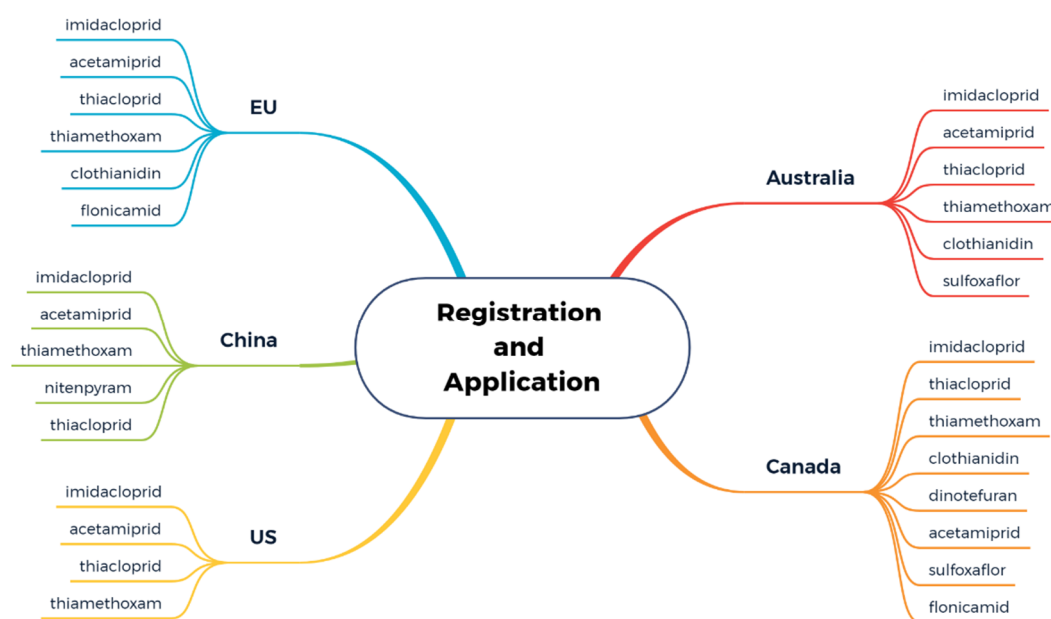 Registration
and
Application
EU
imidacloprid
acetamiprid
thiacloprid
thiamethoxam
clothianidin
flonicamid
China
imidacloprid
acetamiprid
thiamethoxam
nitenpyram
thiacloprid
US
imidacloprid
acetamiprid
thiacloprid
thiamethoxam
Australia
imidacloprid
acetamiprid
thiacloprid
thiamethoxam
clothianidin
sulfoxaflor
Canada
imidacloprid
thiacloprid
thiamethoxam
clothianidin
dinotefuran
acetamiprid
sulfoxaflor
flonicamid